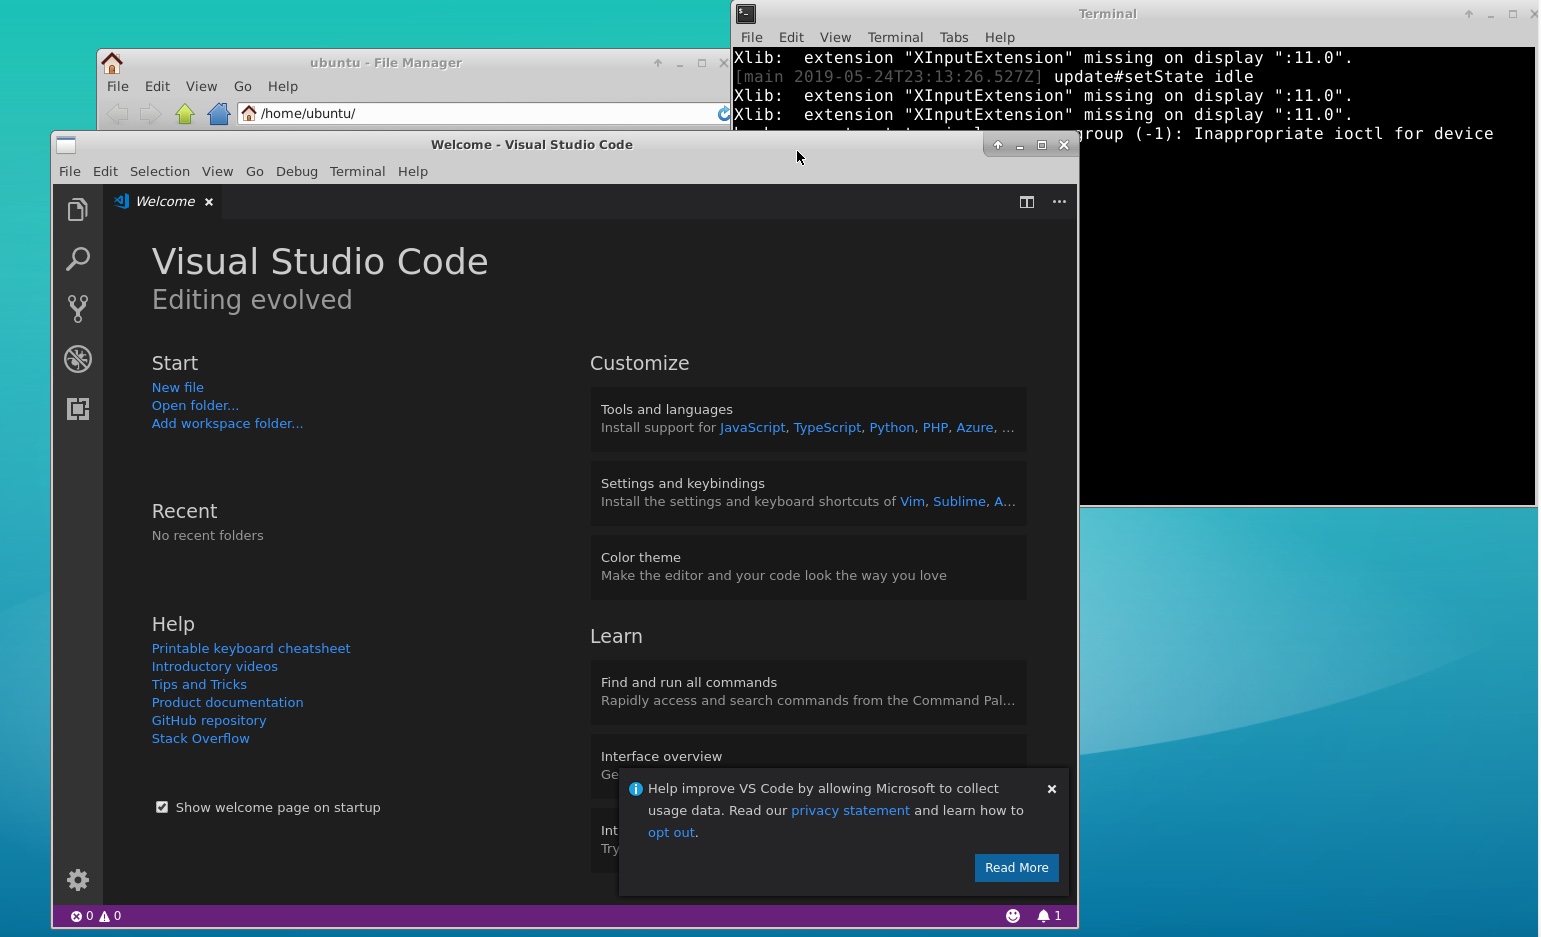 Terminal
File Edit View Terminal Tabs Help
Xlib: extension "XInputExtension" missing on display ":11.0".
[main 2019-05-24T23:13:26.527Z] update#setState idle
Xlib: extension "XInputExtension" missing on display ":11.0".
Xlib: extension "XInputExtension" missing on display ":11.0".
group (-1): Inappropriate ioctl for device
ubuntu - File Manager
File Edit View Go Help
/home/ubuntu/
Welcome - Visual Studio Code
File Edit Selection View Go Debug Terminal Help
Welcome
Visual Studio Code
Editing evolved
Start
New file
Open folder...
Add workspace folder...
Recent
No recent folders
Help
Printable keyboard cheatsheet
Introductory videos
Tips and Tricks
Product documentation
GitHub repository
Stack Overflow
Show welcome page on startup
Customize
Tools and languages
Install support for JavaScript, TypeScript, Python, PHP, Azure, ...
Settings and keybindings
Install the settings and keyboard shortcuts of Vim, Sublime, A...
Color theme
Make the editor and your code look the way you love
Learn
Find and run all commands
Rapidly access and search commands from the Command Pal...
Interface overview
Ge
Int
Try
Help improve VS Code by allowing Microsoft to collect
usage data. Read our privacy statement and learn how to
opt out.
Read More
0 0
1